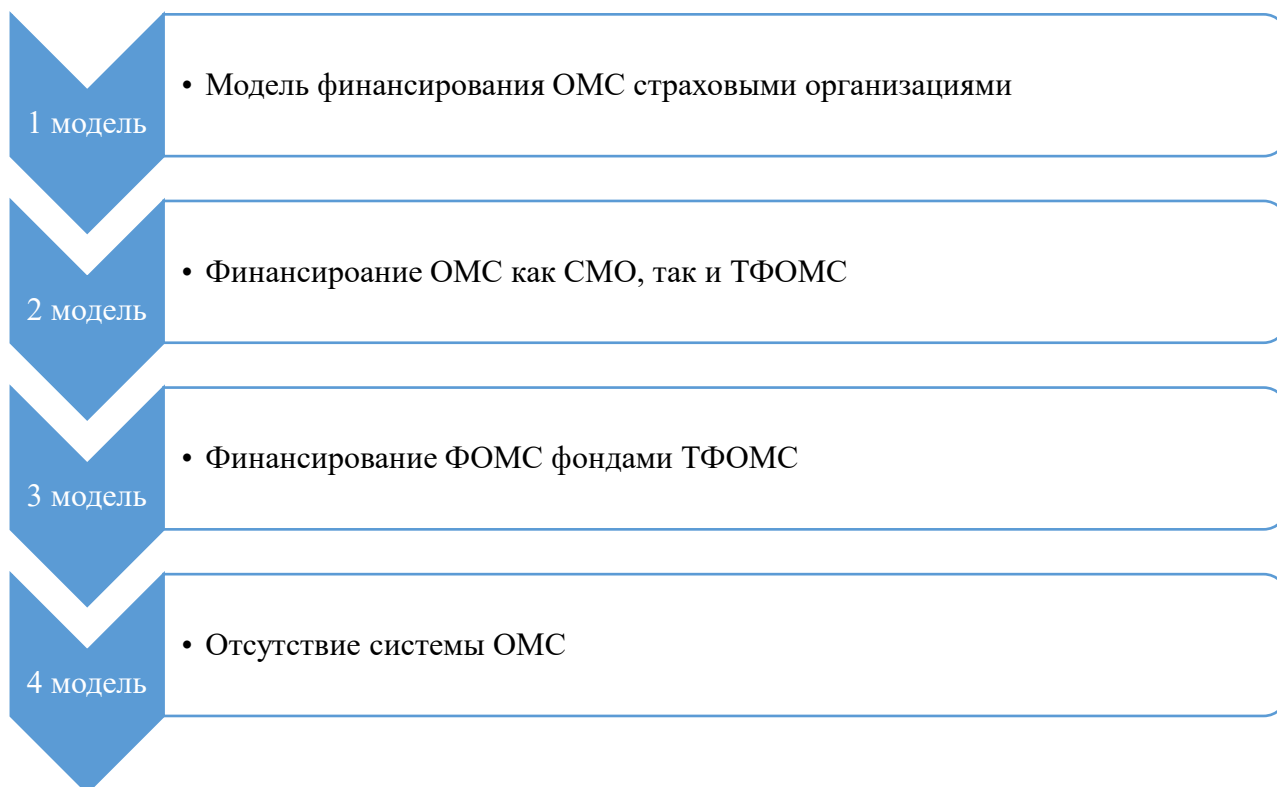 1 модель
• Модель финансирования ОМС страховыми организациями
2 модель
• Финансироание ОМС как СМО, так и ТФОМС
3 модель
• Финансирование ФОМС фондами ТФОМС
4 модель
• Отсутствие системы ОМС